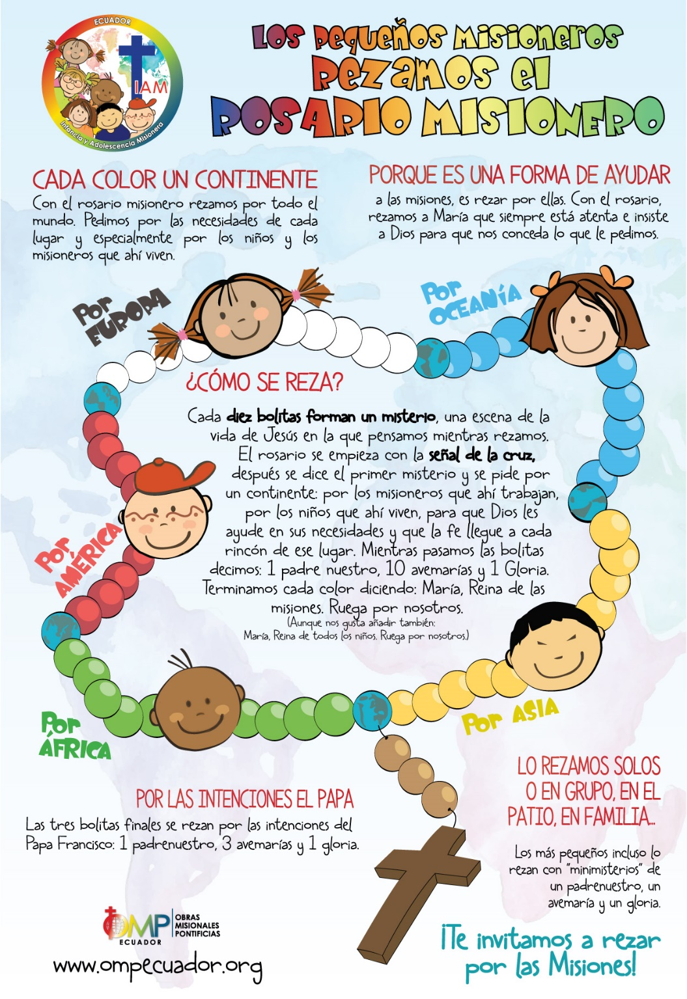 ECUADOR
IAM
Infancia y Adolescencia Misionera
Los pequeños misioneros
Rezamos el
ROSARIO MISIONERO
CADA COLOR UN CONTINENTE
Con el rosario misionero rezamos por todo el
mundo. Pedimos por las necesidades de cada
lugar y especialmente por los niños y los
misioneros que ahí viven.
PORQUE ES UNA FORMA DE AYUDAR
a las misiones, es rezar por ellas. Con el rosario,
rezamos a María que siempre está atenta e insiste
a Dios para que nos conceda lo que le pedimos.
Por
EUROPA
Por
OCEANÍA
¿CÓMO SE REZA?
Cada diez bolitas forman un misterio, una escena de la
vida de Jesús en la que pensamos mientras rezamos.
El rosario se empieza con la señal de la cruz,
después se dice el primer misterio y se pide por
un continente: por los misioneros que ahí trabajan,
por los niños que ahí viven, para que Dios les
ayude en sus necesidades y que la fe llegue a cada
rincón de ese lugar. Mientras pasamos las bolitas
decimos: 1 padre nuestro, 10 avemarías y 1 Gloria.
Terminamos cada color diciendo: María, Reina de las
misiones. Ruega por nosotros.
(Aunque nos gusta añadir también:
María, Reina de todos los niños. Ruega por nosotros.)
Por
AMÉRICA
Por
ÁFRICA
Por ASIA
POR LAS INTENCIONES EL PAPA
Las tres bolitas finales se rezan por las intenciones del
Papa Francisco: 1 padrenuestro, 3 avemarías y 1 gloria.
LO REZAMOS SOLOS
O EN GRUPO, EN EL
PATIO, EN FAMILIA...
Los más pequeños incluso lo
rezan con "minimisterios" de
un padrenuestro, un
avemaría y un gloria.
OMP
ECUADOR
OBRAS
MISIONALES
PONTIFICIAS
www.ompecuador.org
¡Te invitamos a rezar
por las Misiones!